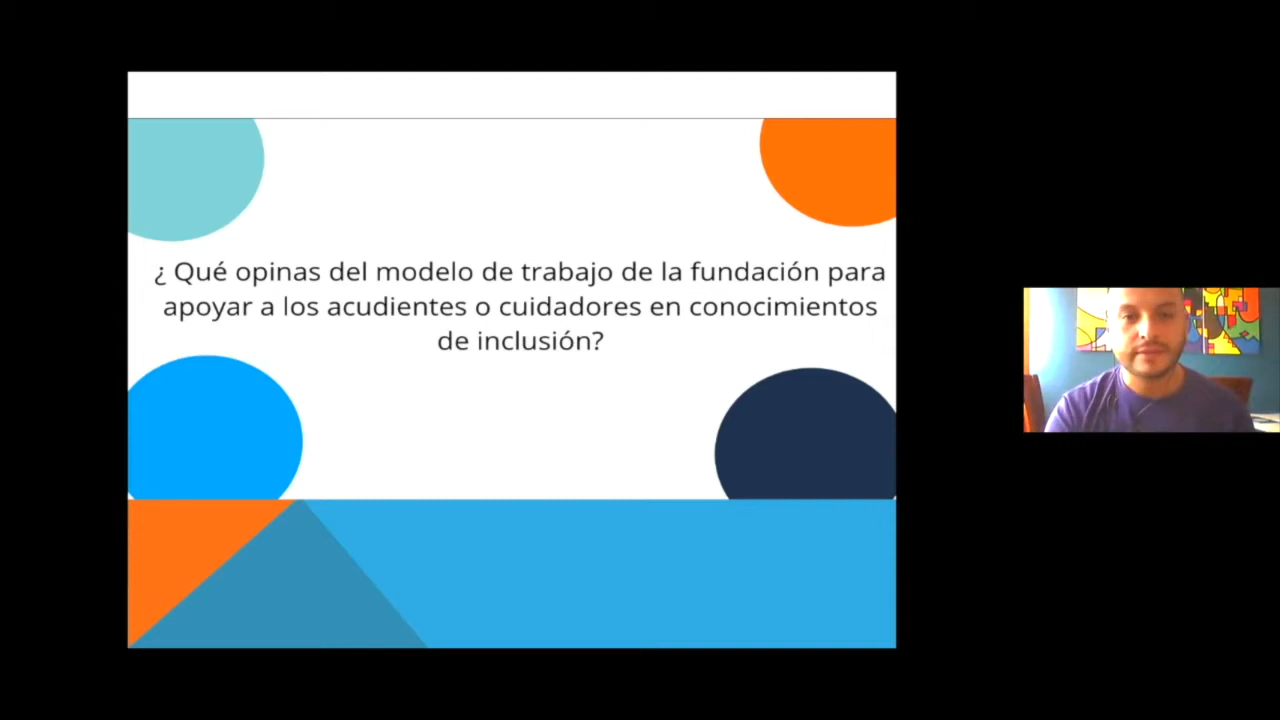 ¿ Qué opinas del modelo de trabajo de la fundación para
apoyar a los acudientes o cuidadores en conocimientos
de inclusión?